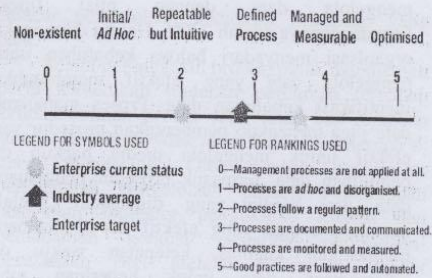 Non-existent Initial/ Ad Hoc Repeatable but Intuitive Defined Process Managed and Measurable Optimised
0 1 2 3 4 5
LEGEND FOR SYMBOLS USED
Enterprise current status
Industry average
Enterprise target
LEGEND FOR RANKINGS USED
0—Management processes are not applied at all.
1—Processes are ad hoc and disorganised.
2—Processes follow a regular pattern.
3—Processes are documented and communicated.
4—Processes are monitored and measured.
5—Good practices are followed and automated.